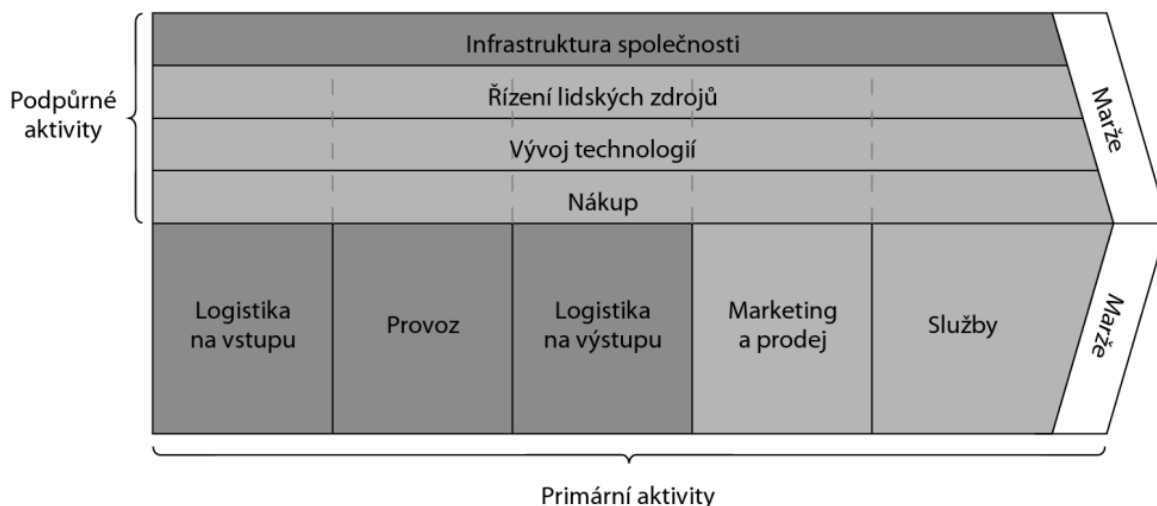 Infrastruktura společnosti
Podpůrné
aktivity
Řízení lidských zdrojů
Vývoj technologií
Nákup
Marže
Logistika
na vstupu
Provoz
Logistika
na výstupu
Marketing
a prodej
Služby
Marže
Primární aktivity